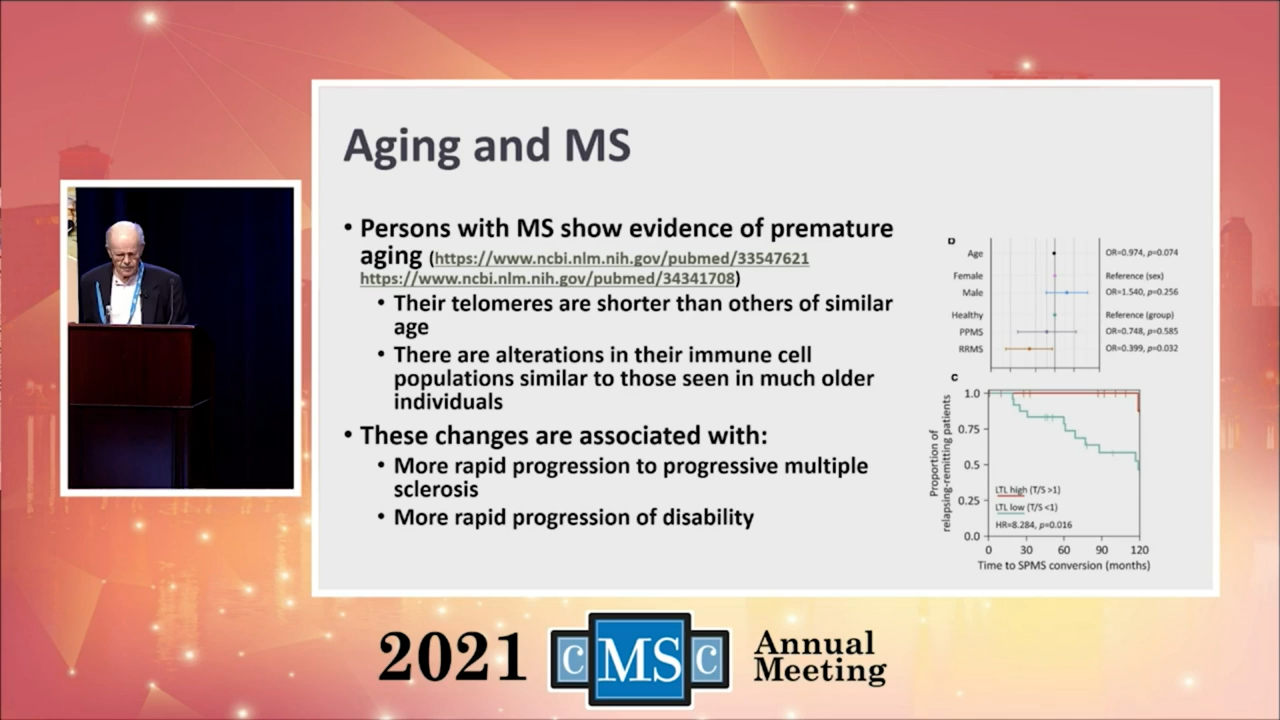 Aging and MS
• Persons with MS show evidence of premature
aging (https://www.ncbi.nlm.nih.gov/pubmed/33547621
https://www.ncbi.nlm.nih.gov/pubmed/34341708)
• Their telomeres are shorter than others of similar
age
• There are alterations in their immune cell
populations similar to those seen in much older
individuals
• These changes are associated with:
• More rapid progression to progressive multiple
sclerosis
• More rapid progression of disability
b
Age OR=0.974, p=0.074
Female Reference (sex)
Male OR=1.540, p=0.256
Healthy Reference (group)
PPMS OR=0.748, p=0.585
RRMS OR=0.399, p=0.032
c
Proportion of
relapsing-remitting patients
1.0
0.75
0.5
0.25
0.0
LTL high (T/S >1)
LTL low (T/S <1)
HR=8.284, p=0.016
0 30 60 90 120
Time to SPMS conversion (months)
2021 CMSC Annual
Meeting